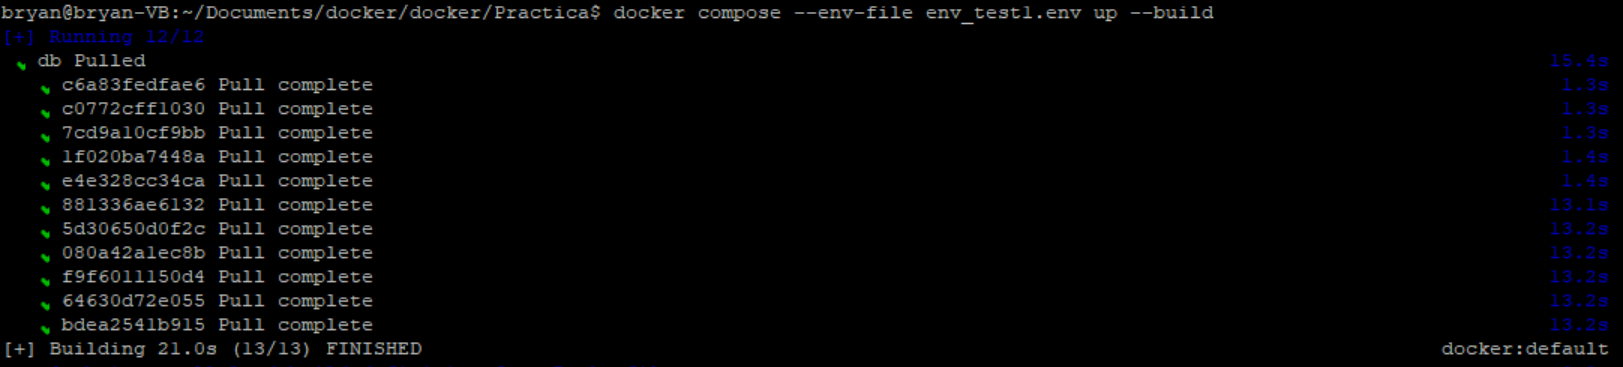 bryan@bryan-VB:~/Documents/docker/docker/Practica$ docker compose --env-file env_test1.env up --build
[+] Running 12/12
db Pulled 15.4s
c6a83fedfae6 Pull complete 1.3s
c0772cff1030 Pull complete 1.3s
7cd9a10cf9bb Pull complete 1.3s
1f020ba7448a Pull complete 1.4s
e4e328cc34ca Pull complete 1.4s
881336ae6132 Pull complete 13.1s
5d30650d0f2c Pull complete 13.2s
080a42a1ec8b Pull complete 13.2s
f9f6011150d4 Pull complete 13.2s
64630d72e055 Pull complete 13.2s
bdea2541b915 Pull complete 13.2s
[+] Building 21.0s (13/13) FINISHED docker:default